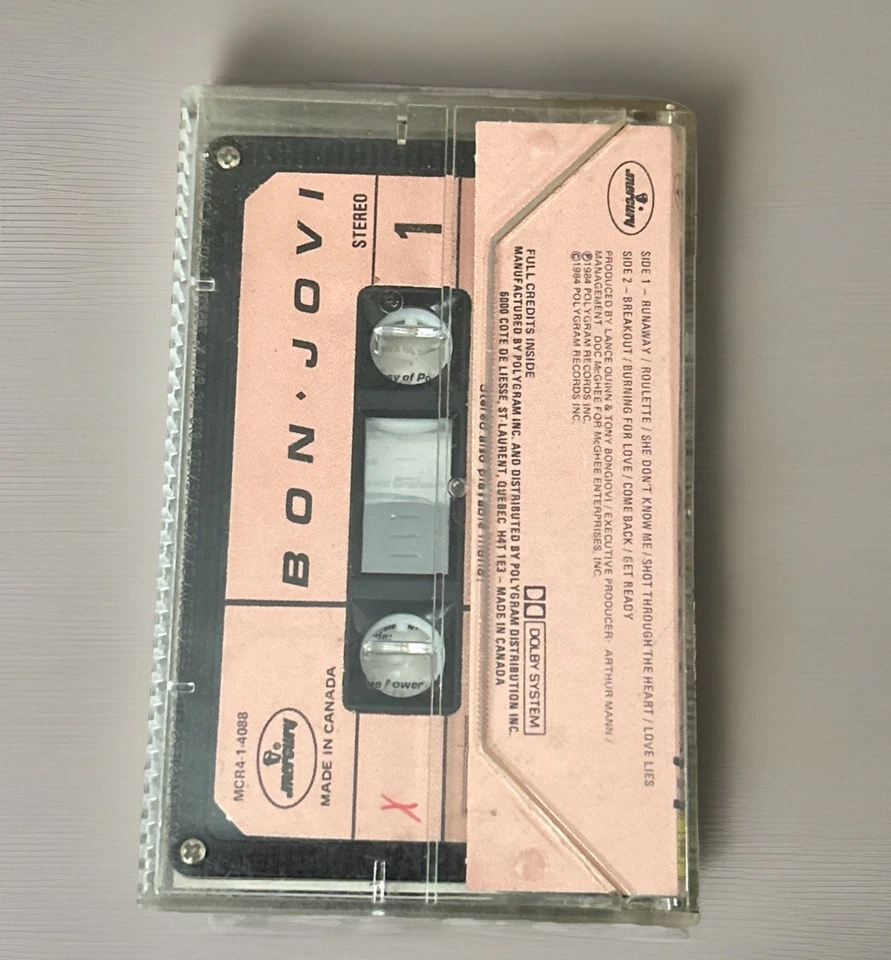 BON·JOVI
STEREO
1
MCR4-1-4088
mercury
MADE IN CANADA
X
mercury
SIDE 1 – RUNAWAY / ROULETTE / SHE DON'T KNOW ME / SHOT THROUGH THE HEART / LOVE LIES
SIDE 2 – BREAKOUT / BURNING FOR LOVE / COME BACK / GET READY
PRODUCED BY LANCE QUINN & TONY BONGIOVI / EXECUTIVE PRODUCER: ARTHUR MANN /
MANAGEMENT: DOC McGHEE FOR McGHEE ENTERPRISES, INC.
℗1984 POLYGRAM RECORDS INC.
©1984 POLYGRAM RECORDS INC.
DOLBY SYSTEM
FULL CREDITS INSIDE
MANUFACTURED BY POLYGRAM INC. AND DISTRIBUTED BY POLYGRAM DISTRIBUTION INC.
6000 COTE DE LIESSE, ST-LAURENT, QUEBEC H4T 1E3 – MADE IN CANADA